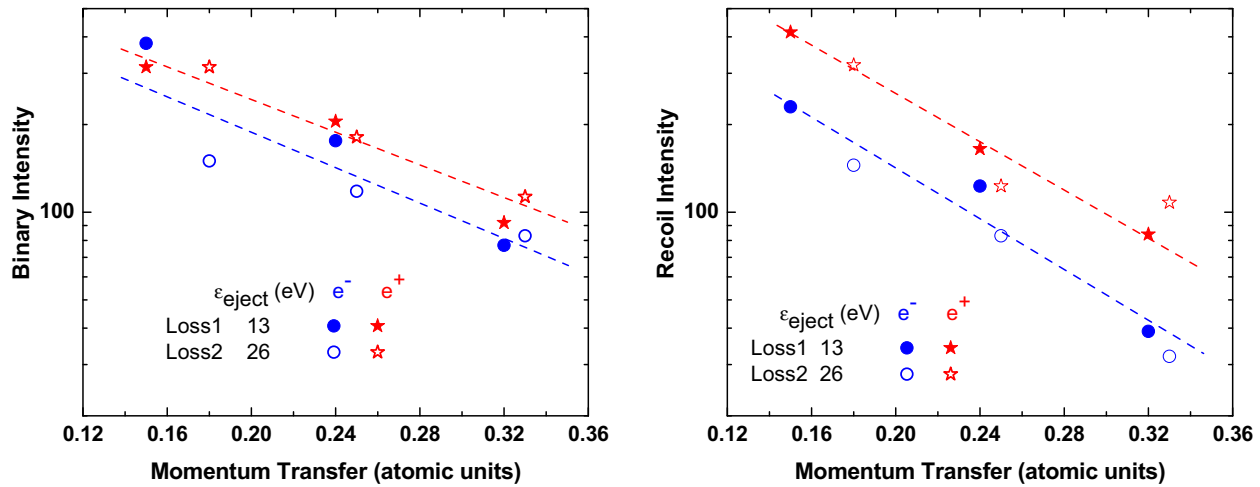 Binary Intensity
100
ε eject (eV) e⁻ e⁺
Loss1 13
Loss2 26
0.12 0.16 0.20 0.24 0.28 0.32 0.36
Momentum Transfer (atomic units)
Recoil Intensity
100
ε eject (eV) e⁻ e⁺
Loss1 13
Loss2 26
0.12 0.16 0.20 0.24 0.28 0.32 0.36
Momentum Transfer (atomic units)